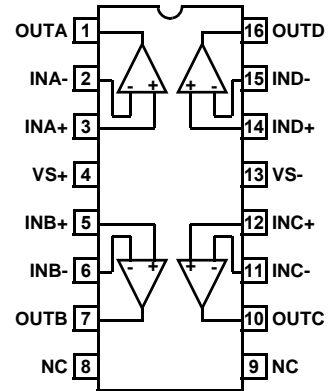 OUTA 1 16 OUTD
INA- 2 - + + - 15 IND-
INA+ 3 14 IND+
VS+ 4 13 VS-
INB+ 5 12 INC+
INB- 6 - + + - 11 INC-
OUTB 7 10 OUTC
NC 8 9 NC